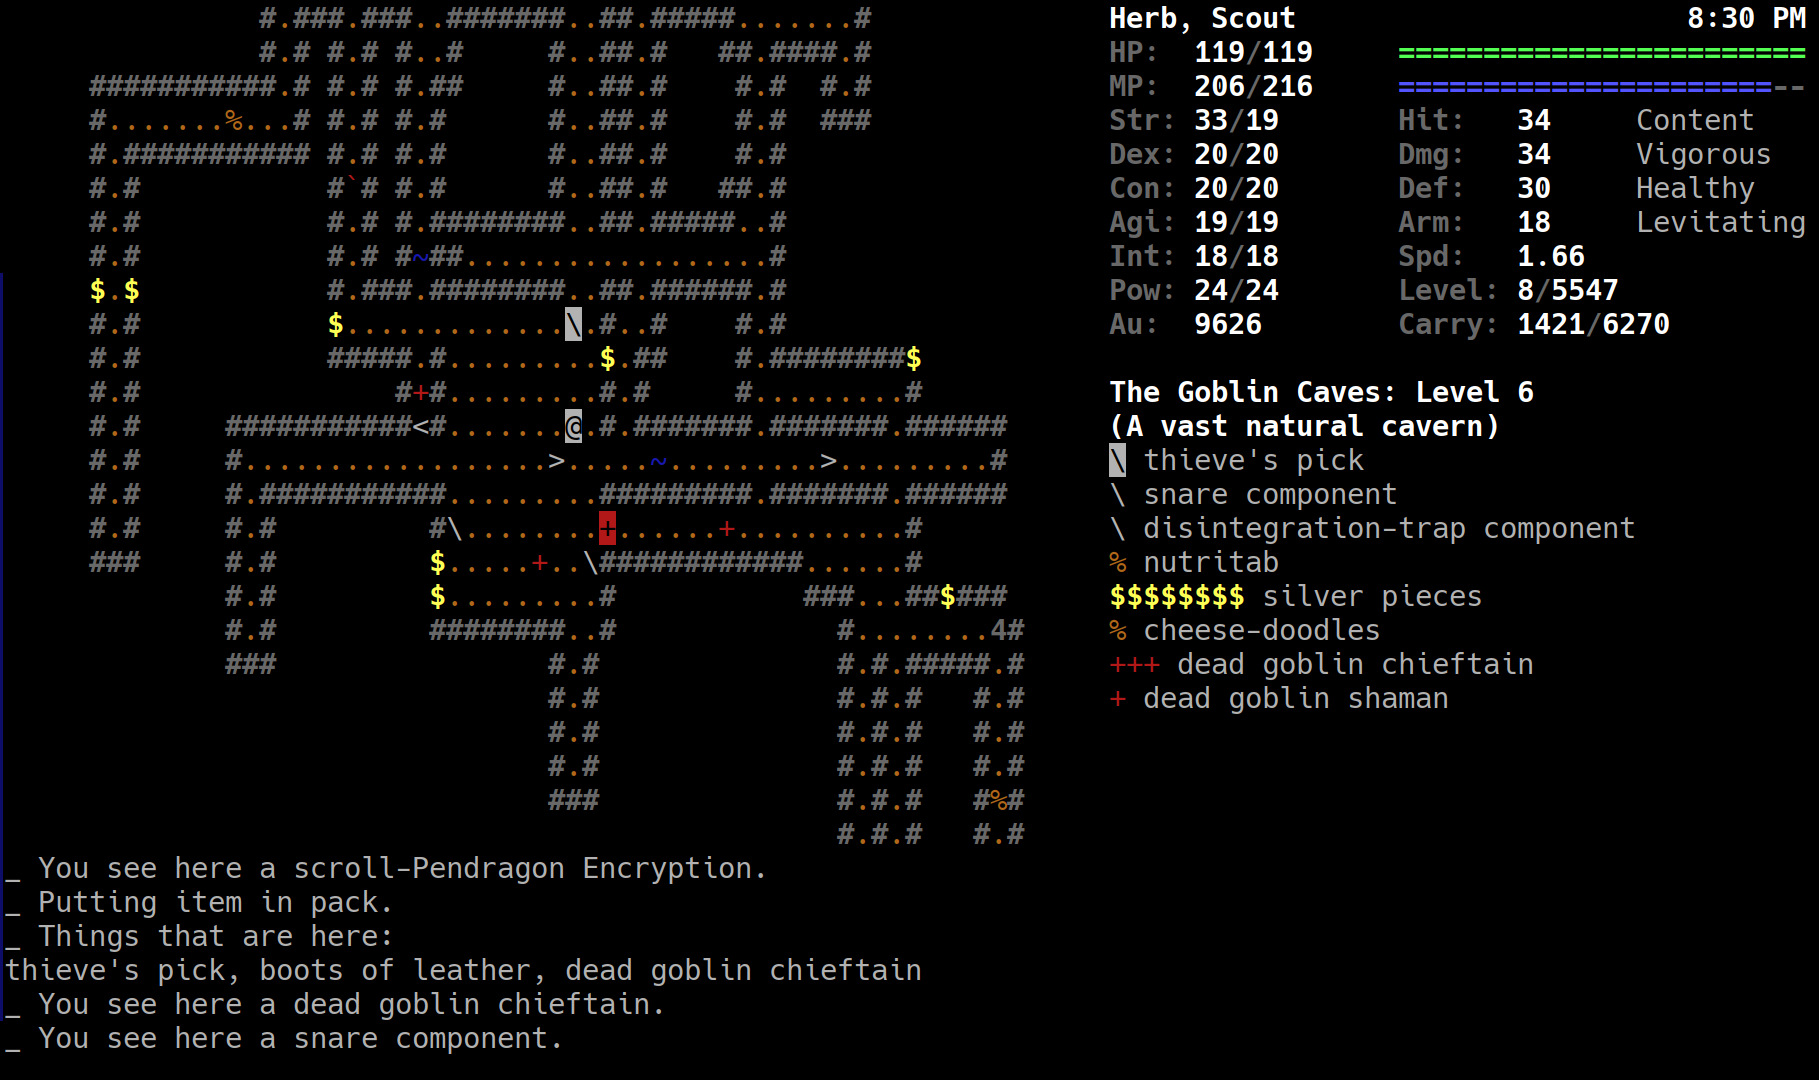 #.###.###..#######..##.#####.......#              Herb, Scout                       8:30 PM
               #.# #.# #..#     #..##.#   ##.####.#              HP:  119/119     ========================
     ###########.# #.# #.##     #..##.#    #.#  #.#              MP:  206/216     ======================--
     #.......%...# #.# #.#      #..##.#    #.#  ###              Str: 33/19       Hit:   34     Content
     #.########### #.# #.#      #..##.#    #.#                   Dex: 20/20       Dmg:   34     Vigorous
     #.#           #`# #.#      #..##.#   ##.#                   Con: 20/20       Def:   30     Healthy
     #.#           #.# #.########..##.#####..#                   Agi: 19/19       Arm:   18     Levitating
     #.#           #.# #~##..................#                   Int: 18/18       Spd:   1.66
     $.$           #.###.########..##.######.#                   Pow: 24/24       Level: 8/5547
     #.#           $.............\.#..#    #.#                   Au:  9626        Carry: 1421/6270
     #.#           #####.#.........$.##    #.########$
     #.#               #+#.........#.#     #.........#           The Goblin Caves: Level 6
     #.#     ###########<#.......@.#.#######.#######.######      (A vast natural cavern)
     #.#     #..................>.....~.........>.........#      \ thieve's pick
     #.#     #.###########.........#########.#######.######      \ snare component
     #.#     #.#         #\........+......+..........#           \ disintegration-trap component
     ###     #.#         $.....+..\############......#           % nutritab
             #.#         $.........#           ###...##$###      $$$$$$$$ silver pieces
             #.#         ########..#             #........4#     % cheese-doodles
             ###                #.#              #.#.#####.#     +++ dead goblin chieftain
                                #.#              #.#.#   #.#     + dead goblin shaman
                                #.#              #.#.#   #.#
                                #.#              #.#.#   #.#
                                ###              #.#.#   #%#
                                                 #.#.#   #.#
_ You see here a scroll-Pendragon Encryption.
_ Putting item in pack.
_ Things that are here:
thieve's pick, boots of leather, dead goblin chieftain
_ You see here a dead goblin chieftain.
_ You see here a snare component.